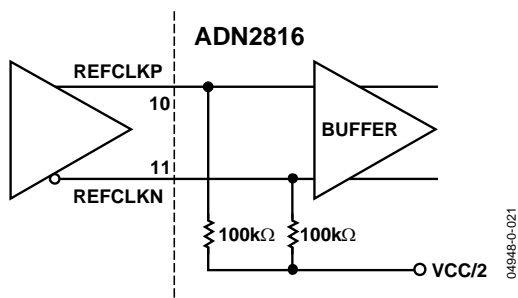 ADN2816
REFCLKP
10
BUFFER
11
REFCLKN
100kΩ
100kΩ
VCC/2
04948-0-021